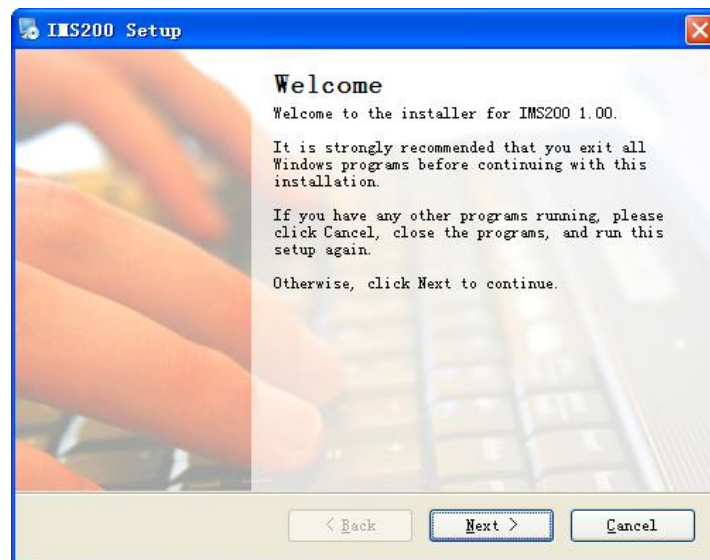 IMS200 Setup
Welcome
Welcome to the installer for IMS200 1.00.
It is strongly recommended that you exit all
Windows programs before continuing with this
installation.
If you have any other programs running, please
click Cancel, close the programs, and run this
setup again.
Otherwise, click Next to continue.
< Back
Next >
Cancel